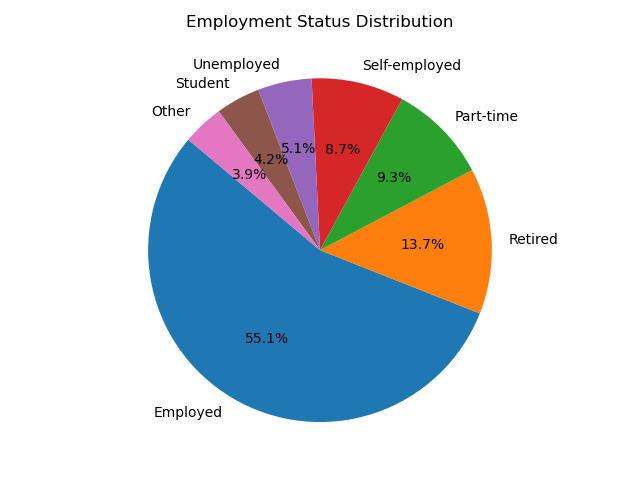 Employment Status Distribution
Unemployed
Self-employed
Student
Other
Part-time
5.1%
8.7%
4.2%
3.9%
9.3%
Retired
13.7%
55.1%
Employed